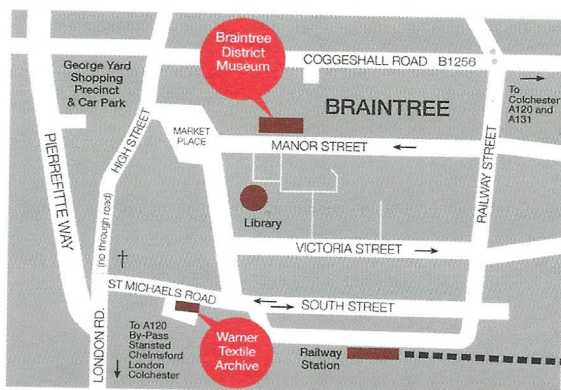 Braintree
District
Museum
COGGESHALL ROAD B1256
George Yard
Shopping
Precinct
& Car Park
To
Colchester
A120 and
A131
BRAINTREE
MARKET
PLACE
MANOR STREET
HIGH STREET
PIERREFITTE WAY
RAILWAY STREET
Library
(no through road)
VICTORIA STREET
ST MICHAELS ROAD
SOUTH STREET
LONDON RD.
To A120
By-Pass
Stansted
Chelmsford
London
Colchester
Warner
Textile
Archive
Railway
Station